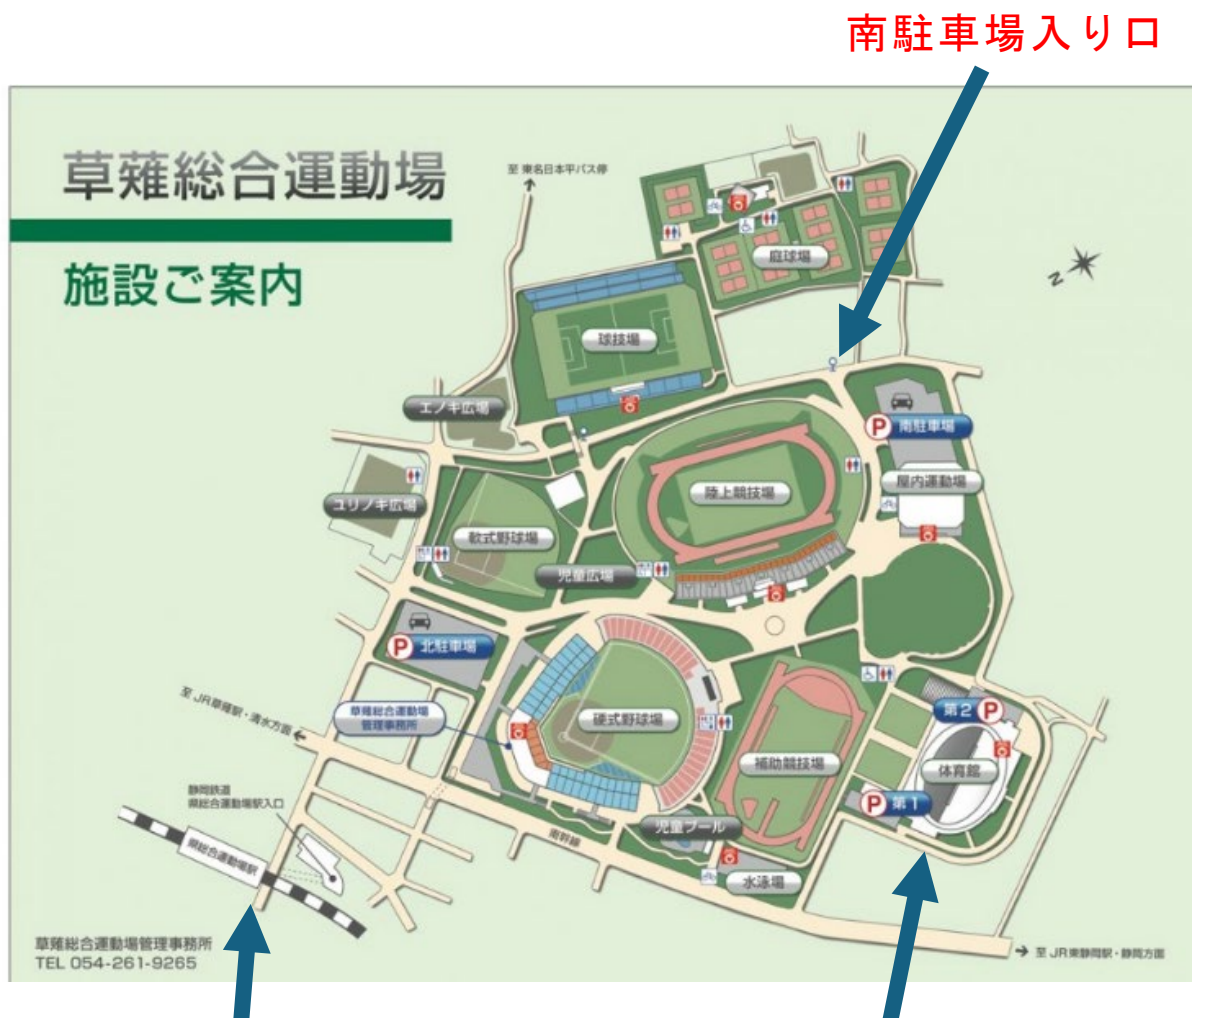 南駐車場入り口
草薙総合運動場
施設ご案内
至 東名日本平バス停
庭球場
N
球技場
エノキ広場
P 南駐車場
陸上競技場
屋内運動場
ユリノキ広場
軟式野球場
児童広場
P 北駐車場
至 JR草薙駅・清水方面
草薙総合運動場
管理事務所
硬式野球場
第2 P
補助競技場
体育館
静岡鉄道
県総合運動場駅入口
P 第1
児童プール
南幹線
県総合運動場駅
水泳場
草薙総合運動場管理事務所
TEL 054-261-9265
至 JR東静岡駅・静岡方面